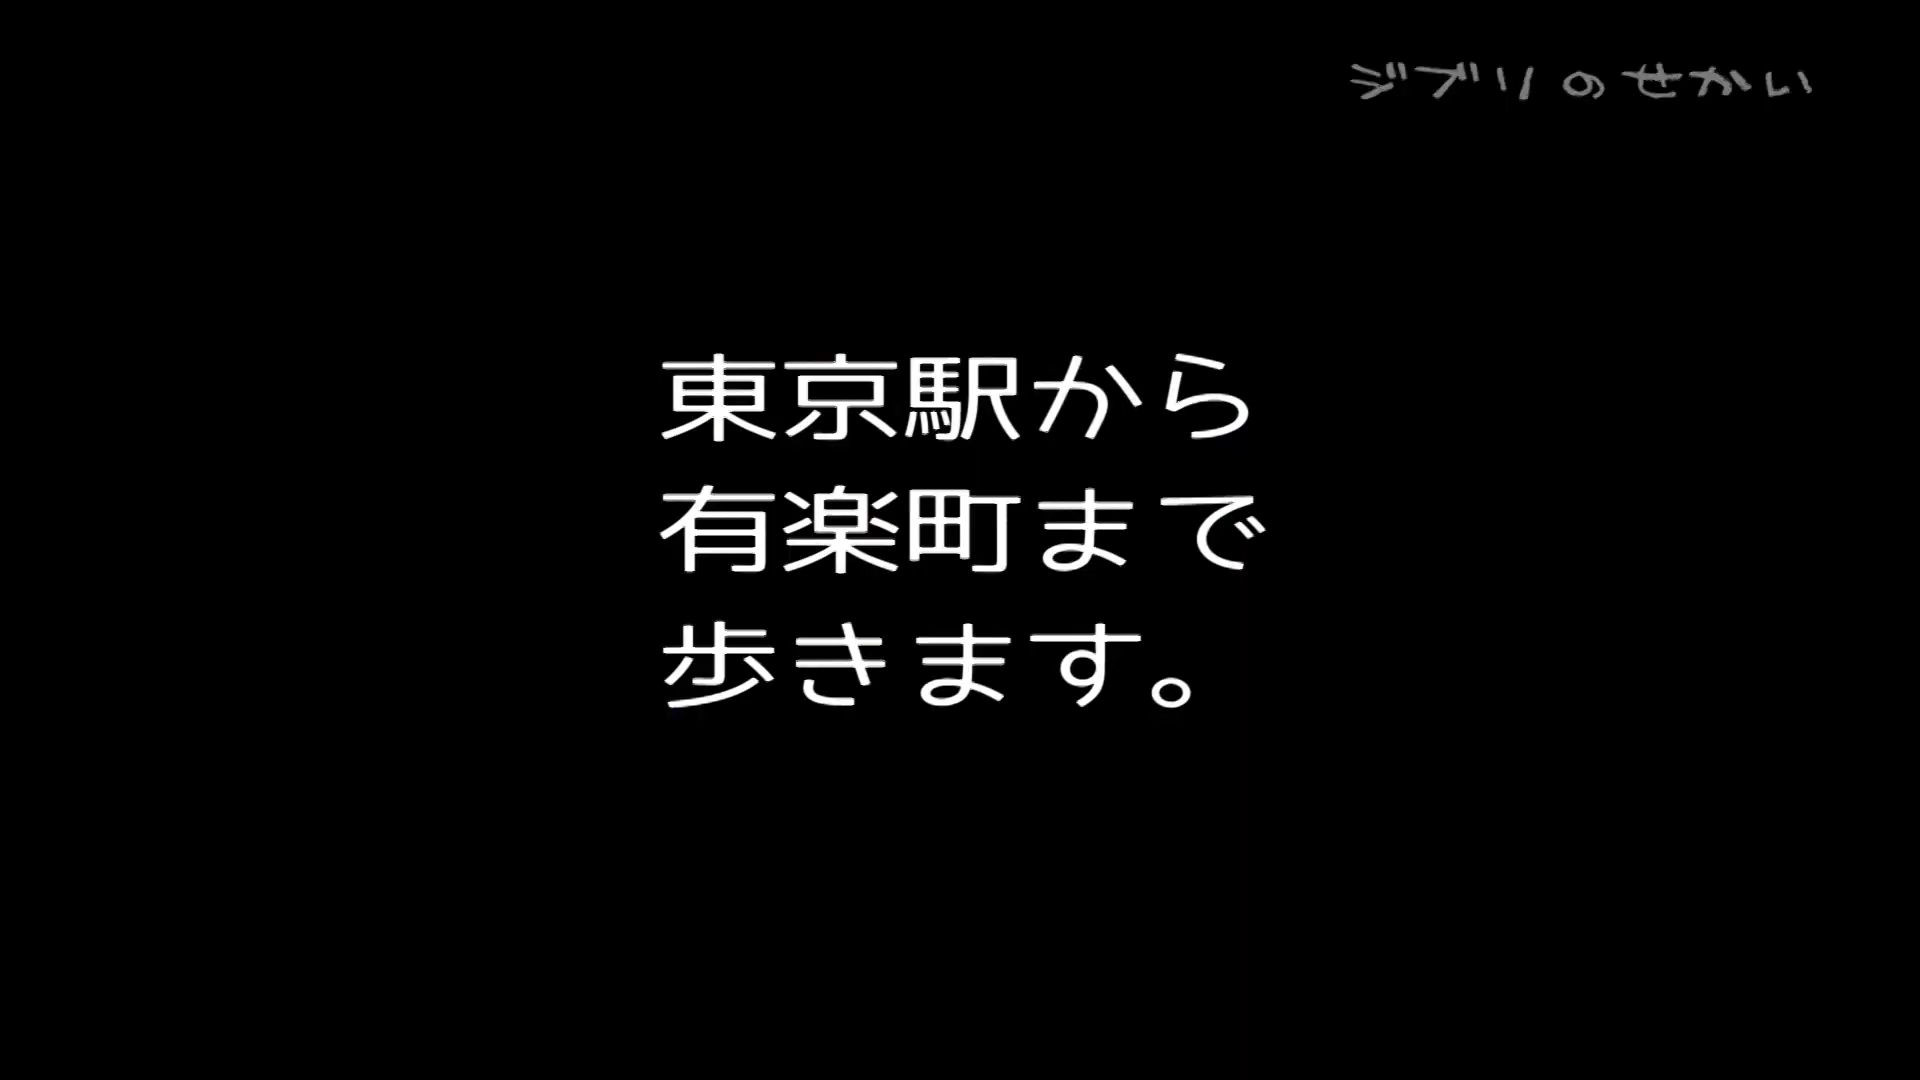 ジブリのせかい
東京駅から
有楽町まで
歩きます。